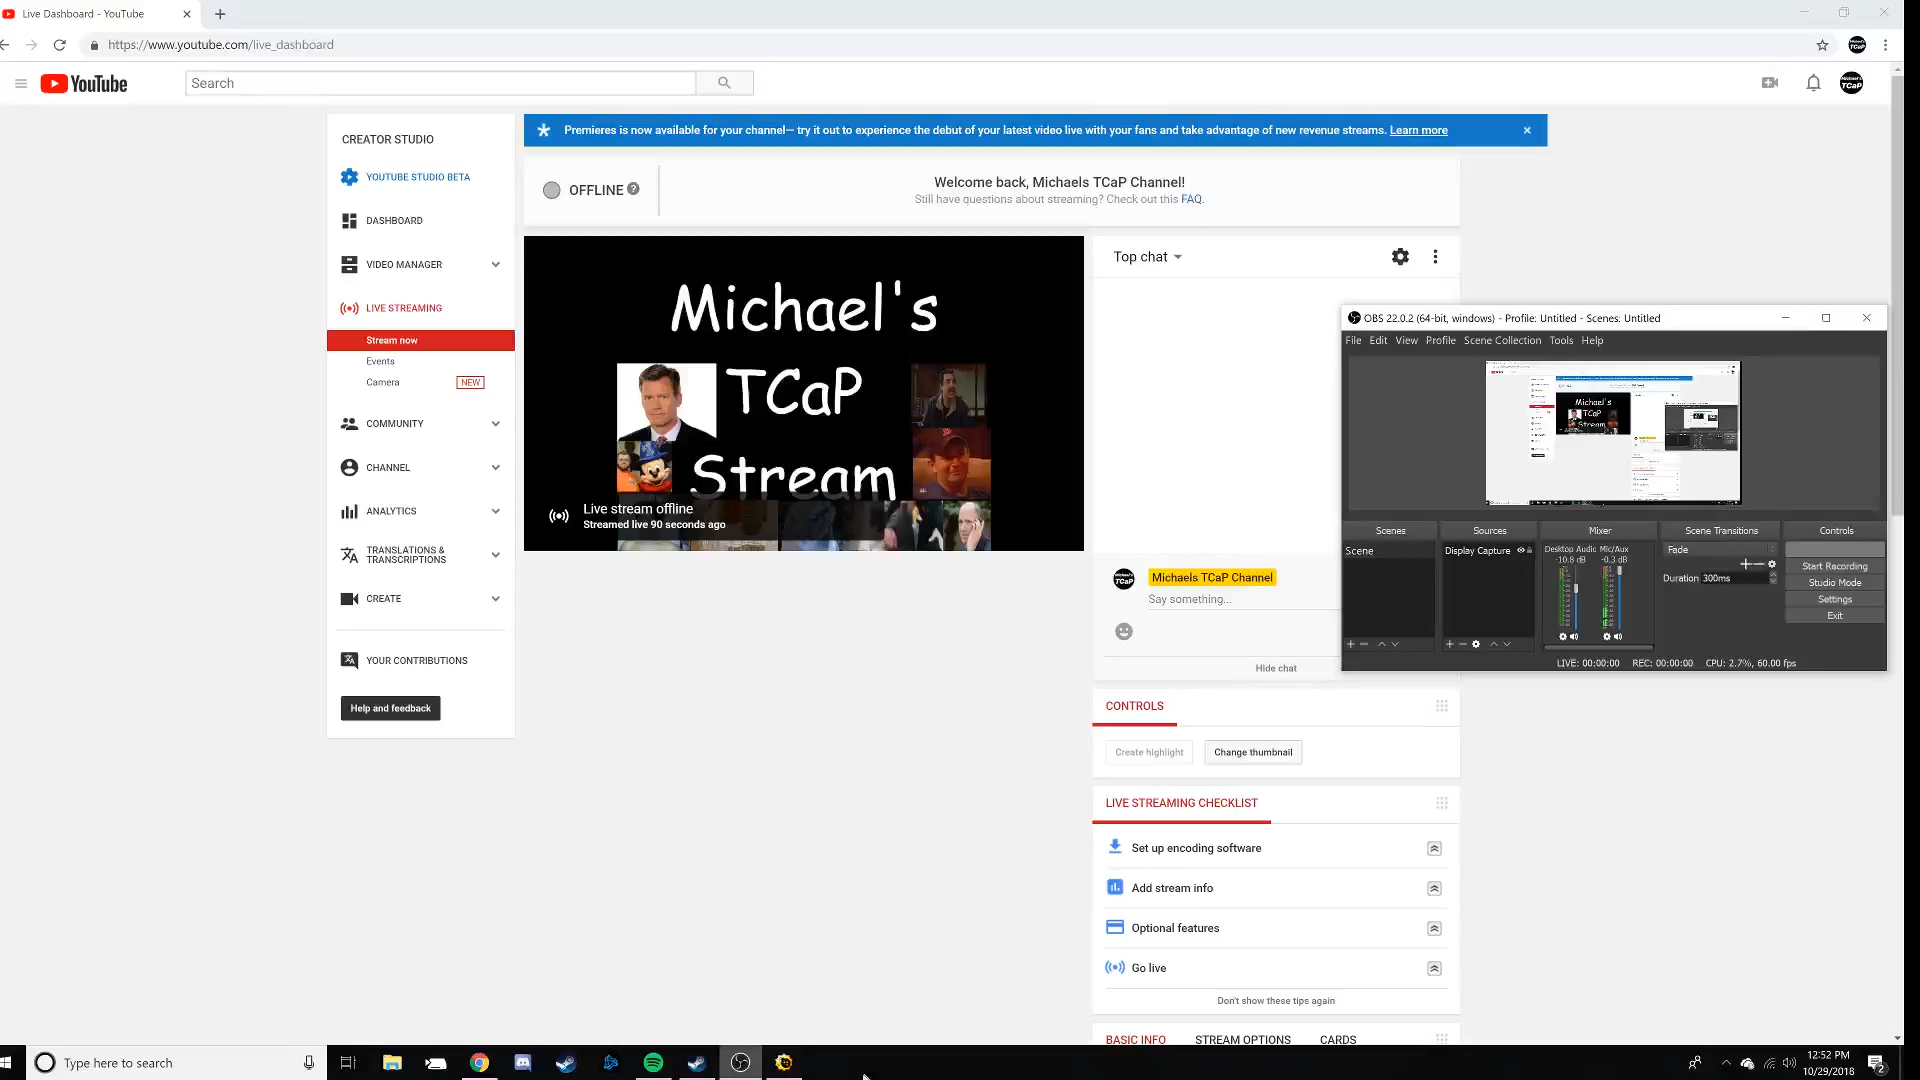 Live Dashboard - YouTube
https://www.youtube.com/live_dashboard
YouTube
Search
Michael's
TCaP
CREATOR STUDIO
YOUTUBE STUDIO BETA
DASHBOARD
VIDEO MANAGER
LIVE STREAMING
Stream now
Events
Camera NEW
COMMUNITY
CHANNEL
ANALYTICS
TRANSLATIONS &
TRANSCRIPTIONS
CREATE
YOUR CONTRIBUTIONS
Help and feedback
Premieres is now available for your channel— try it out to experience the debut of your latest video live with your fans and take advantage of new revenue streams. Learn more
OFFLINE
Welcome back, Michaels TCaP Channel!
Still have questions about streaming? Check out this FAQ.
Michael's
TCaP
Stream
Live stream offline
Streamed live 90 seconds ago
Top chat
Michaels TCaP Channel
Say something...
Hide chat
CONTROLS
Create highlight Change thumbnail
LIVE STREAMING CHECKLIST
Set up encoding software
Add stream info
Optional features
Go live
Don't show these tips again
BASIC INFO STREAM OPTIONS CARDS
OBS 22.0.2 (64-bit, windows) - Profile: Untitled - Scenes: Untitled
File Edit View Profile Scene Collection Tools Help
Michael's
TCaP
Stream
Scenes Sources Mixer Scene Transitions Controls
Scene
Display Capture
Desktop Audio Mic/Aux
-10.8 dB -0.3 dB
Fade
Duration 300ms
Start Recording
Studio Mode
Settings
Exit
LIVE: 00:00:00 REC: 00:00:00 CPU: 2.7%, 60.00 fps
Type here to search
12:52 PM
10/29/2018
2